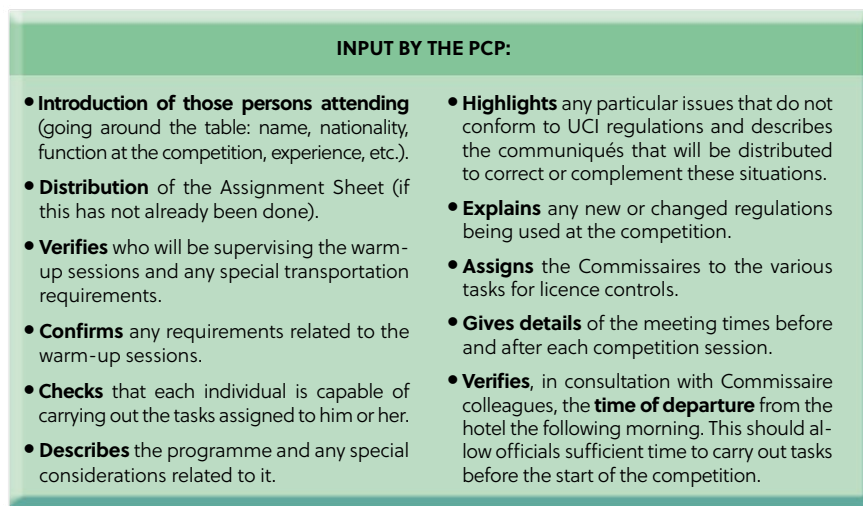 INPUT BY THE PCP:
• Introduction of those persons attending
(going around the table: name, nationality,
function at the competition, experience, etc.).
• Distribution of the Assignment Sheet (if
this has not already been done).
• Verifies who will be supervising the warm-
up sessions and any special transportation
requirements.
• Confirms any requirements related to the
warm-up sessions.
• Checks that each individual is capable of
carrying out the tasks assigned to him or her.
• Describes the programme and any special
considerations related to it.
• Highlights any particular issues that do not
conform to UCI regulations and describes
the communiqués that will be distributed
to correct or complement these situations.
• Explains any new or changed regulations
being used at the competition.
• Assigns the Commissaires to the various
tasks for licence controls.
• Gives details of the meeting times before
and after each competition session.
• Verifies, in consultation with Commissaire
colleagues, the time of departure from the
hotel the following morning. This should al-
low officials sufficient time to carry out tasks
before the start of the competition.